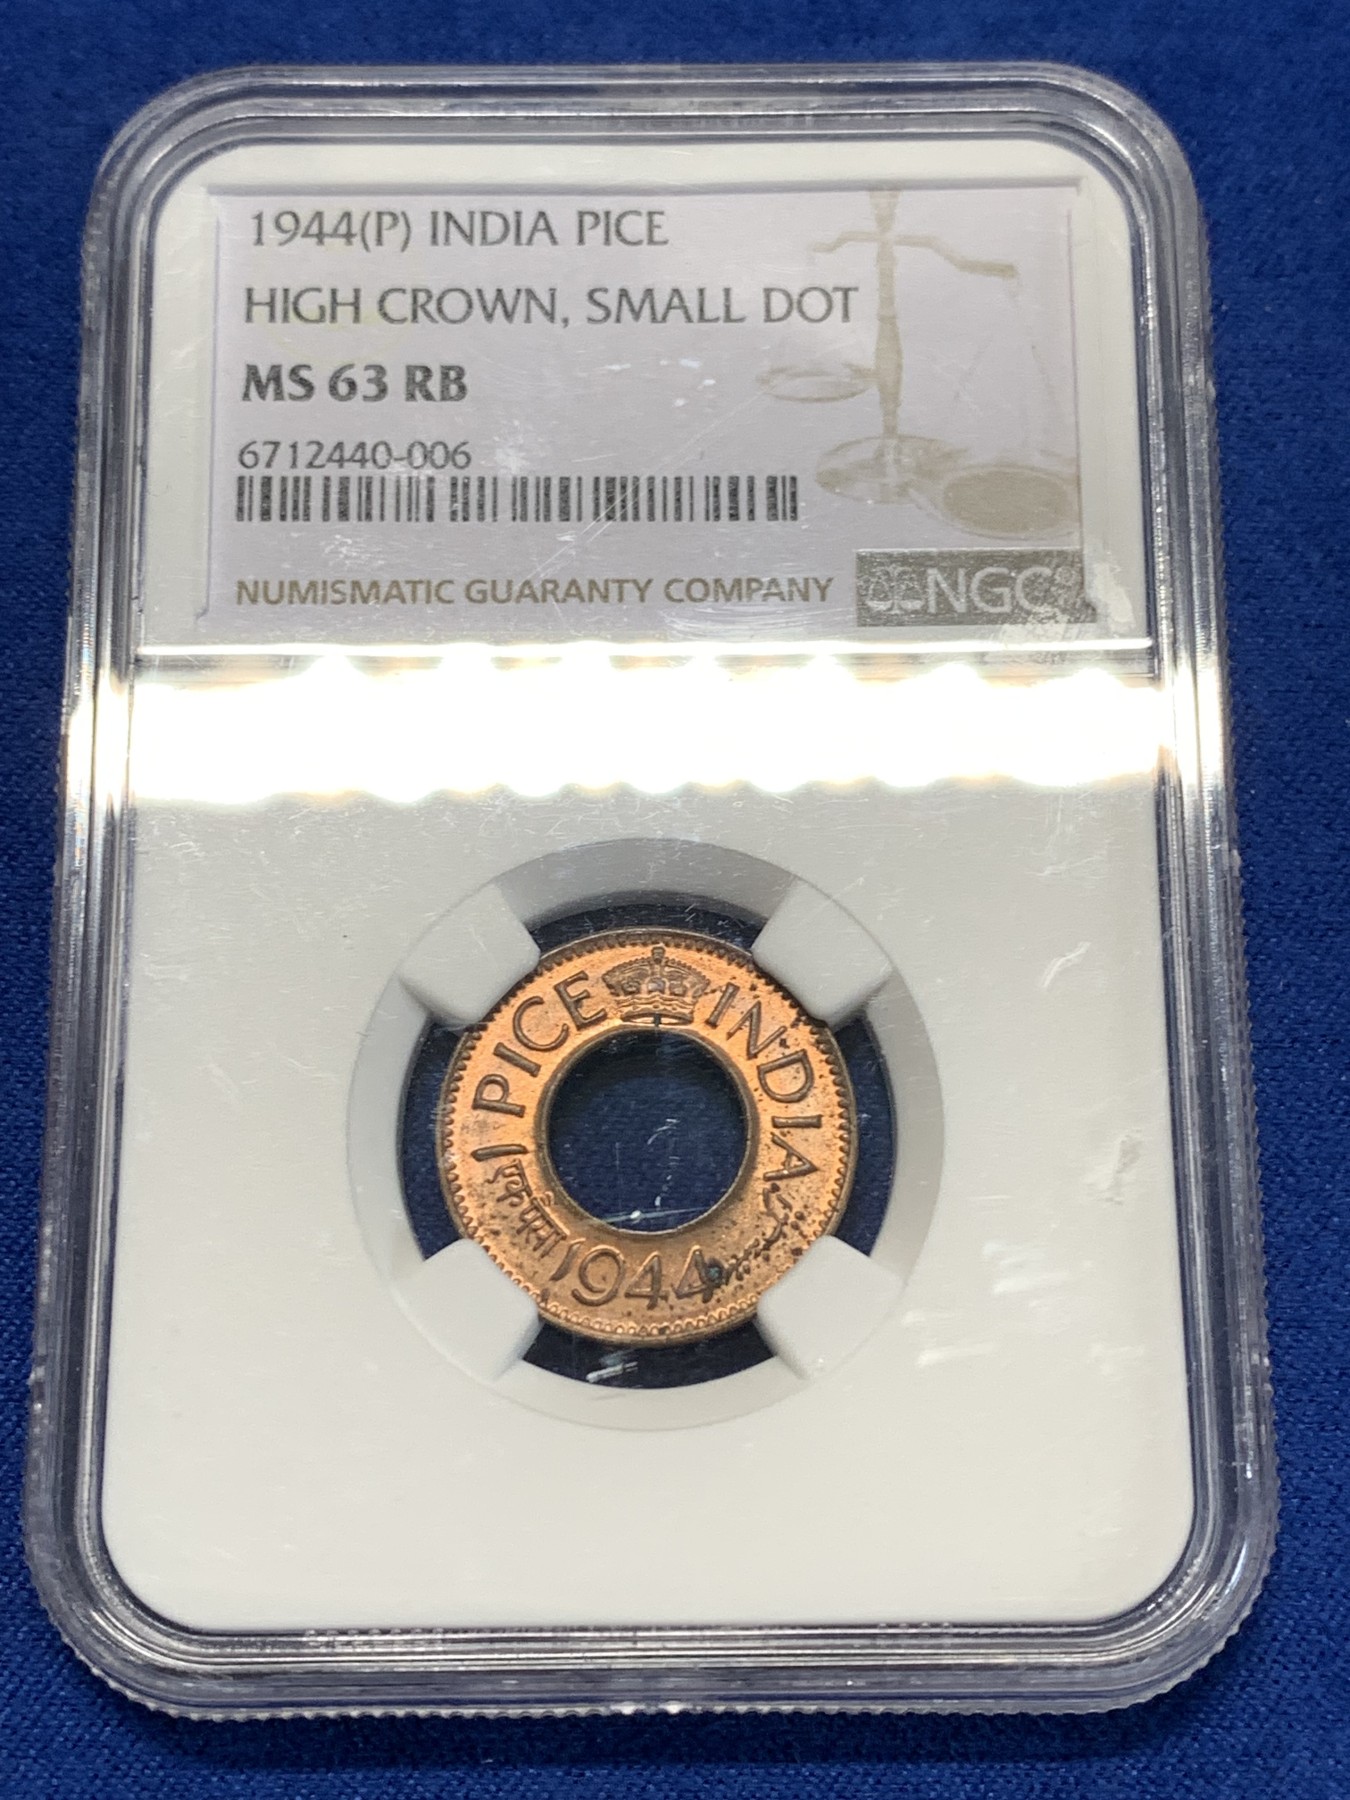 1944(P) INDIA PICE
HIGH CROWN, SMALL DOT
MS 63 RB
6712440-006
NUMISMATIC GUARANTY COMPANY
NGC
1 PICE INDIA
1944